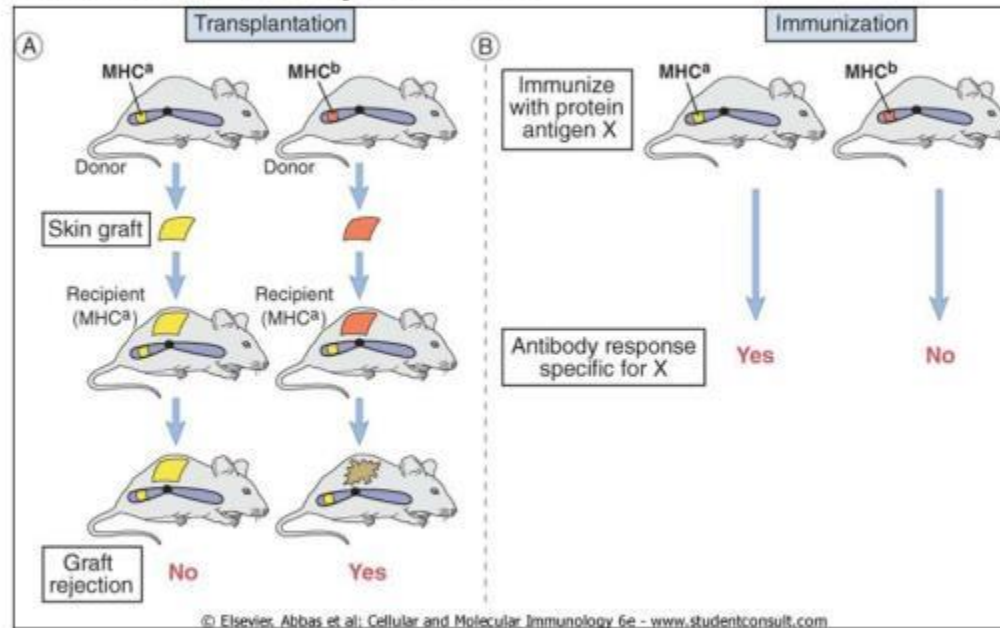 Transplantation
A
MHCa
MHCb
Donor
Donor
Skin graft
Recipient
(MHCa)
Recipient
(MHCa)
Graft
rejection
No
Yes
B
Immunization
Immunize
with protein
antigen X
MHCa
MHCb
Antibody response
specific for X
Yes
No
© Elsevier. Abbas et al: Cellular and Molecular Immunology 6e - www.studentconsult.com